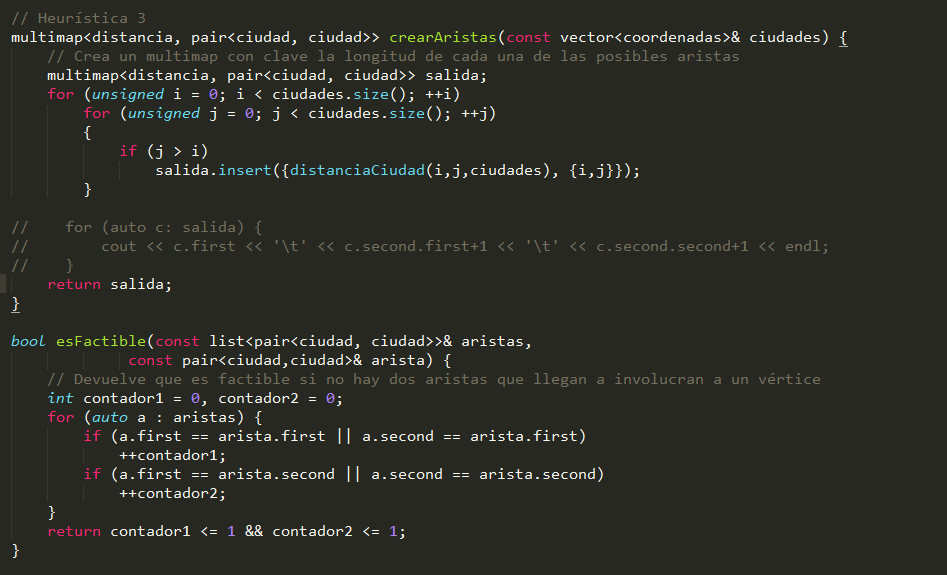 // Heurística 3
multimap<distancia, pair<ciudad, ciudad>> crearAristas(const vector<coordenadas>& ciudades) {
    // Crea un multimap con clave la longitud de cada una de las posibles aristas
    multimap<distancia, pair<ciudad, ciudad>> salida;
    for (unsigned i = 0; i < ciudades.size(); ++i)
        for (unsigned j = 0; j < ciudades.size(); ++j)
        {
            if (j > i)
                salida.insert({distanciaCiudad(i,j,ciudades), {i,j}});
        }

//    for (auto c: salida) {
//        cout << c.first << '\t' << c.second.first+1 << '\t' << c.second.second+1 << endl;
//    }
    return salida;
}

bool esFactible(const list<pair<ciudad, ciudad>>& aristas,
             const pair<ciudad,ciudad>& arista) {
    // Devuelve que es factible si no hay dos aristas que llegan a involucran a un vértice
    int contador1 = 0, contador2 = 0;
    for (auto a : aristas) {
        if (a.first == arista.first || a.second == arista.first)
            ++contador1;
        if (a.first == arista.second || a.second == arista.second)
            ++contador2;
    }
    return contador1 <= 1 && contador2 <= 1;
}